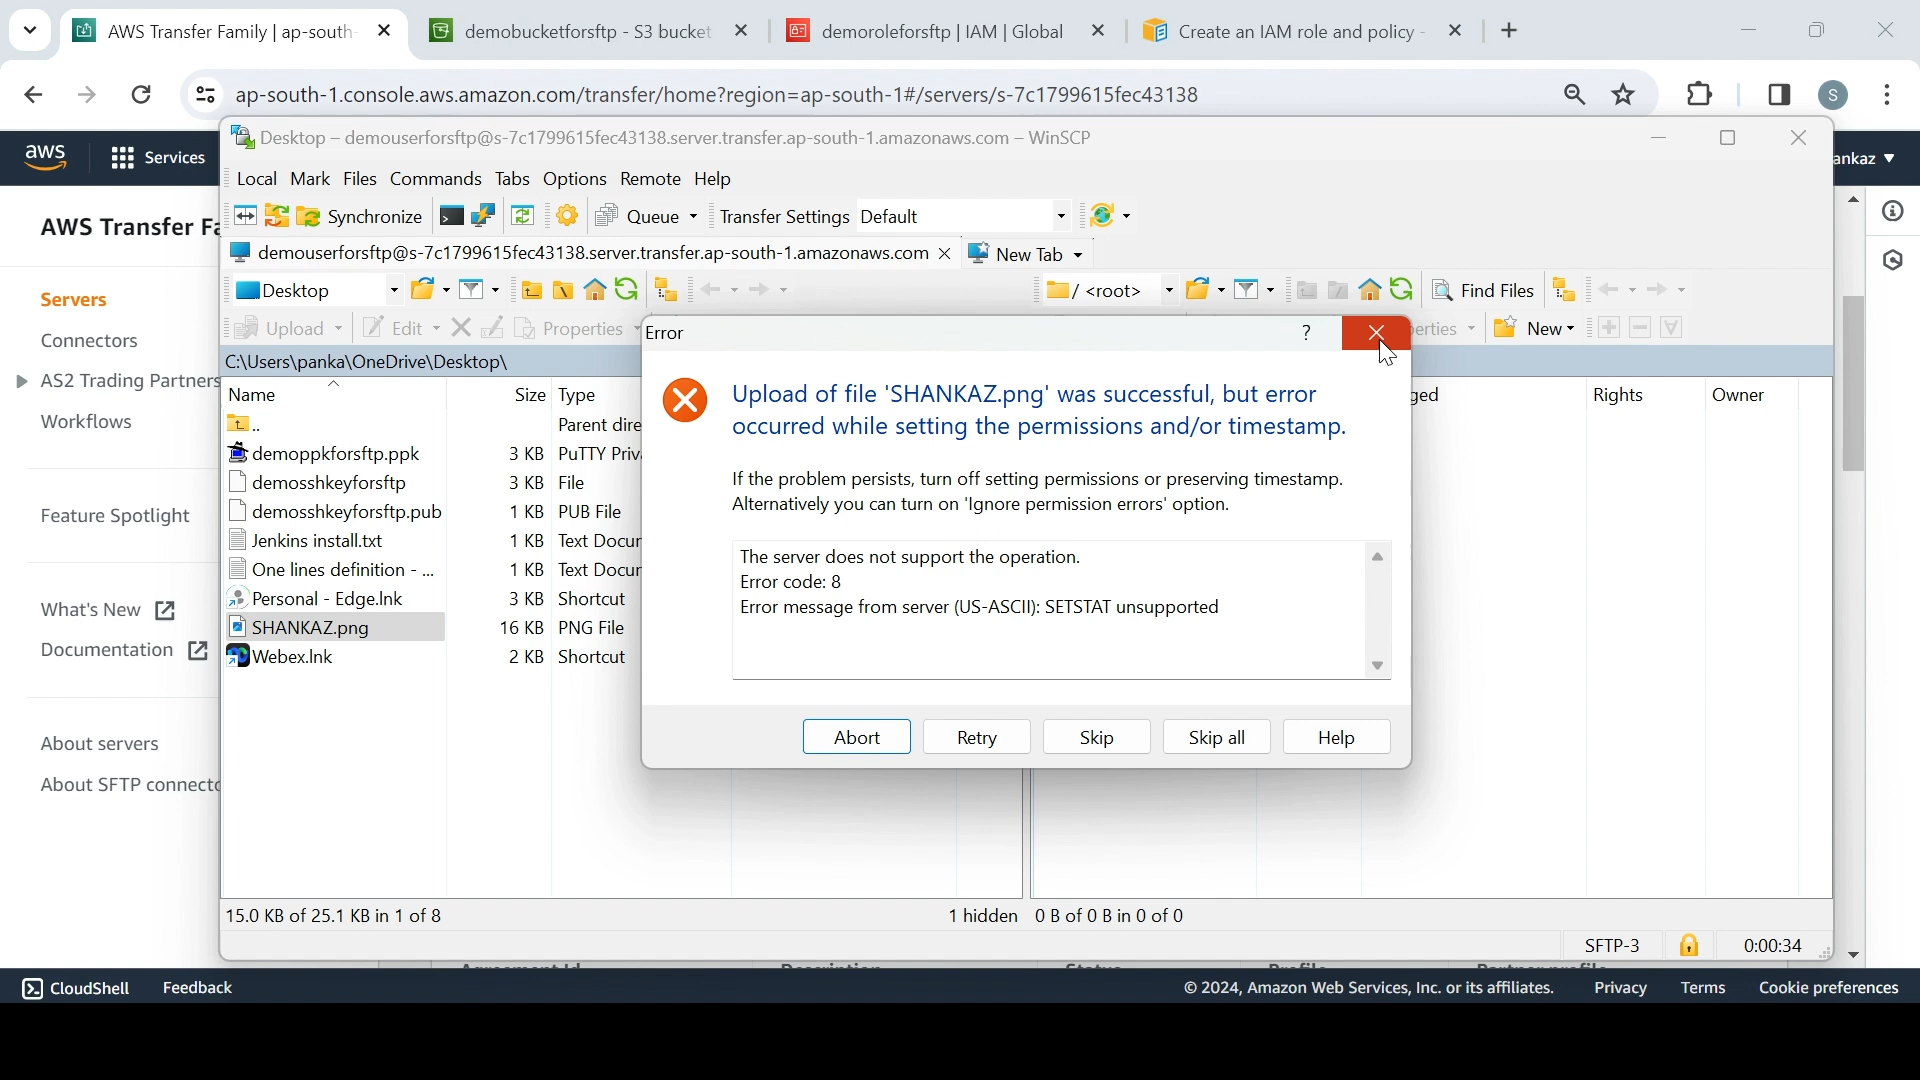 AWS Transfer Family | ap-south-
demobucketforsftp - S3 bucket
demoroleforsftp | IAM | Global
Create an IAM role and policy -
ap-south-1.console.aws.amazon.com/transfer/home?region=ap-south-1#/servers/s-7c1799615fec43138
S
aws
Services
ankaz
Desktop – demouserforsftp@s-7c1799615fec43138.server.transfer.ap-south-1.amazonaws.com – WinSCP
Local Mark Files Commands Tabs Options Remote Help
Synchronize
Queue
Transfer Settings Default
demouserforsftp@s-7c1799615fec43138.server.transfer.ap-south-1.amazonaws.com
New Tab
Desktop
/ <root>
Find Files
Upload
Edit
Properties
erties
New
C:\Users\panka\OneDrive\Desktop\
Name Size Type
ged Rights Owner
.. Parent dire
demoppkforsftp.ppk 3 KB PuTTY Priv
demosshkeyforsftp 3 KB File
demosshkeyforsftp.pub 1 KB PUB File
Jenkins install.txt 1 KB Text Docur
One lines definition - ... 1 KB Text Docur
Personal - Edge.lnk 3 KB Shortcut
SHANKAZ.png 16 KB PNG File
Webex.lnk 2 KB Shortcut
15.0 KB of 25.1 KB in 1 of 8
1 hidden
0 B of 0 B in 0 of 0
SFTP-3
0:00:34
Error
?
Upload of file 'SHANKAZ.png' was successful, but error
occurred while setting the permissions and/or timestamp.
If the problem persists, turn off setting permissions or preserving timestamp.
Alternatively you can turn on 'Ignore permission errors' option.
The server does not support the operation.
Error code: 8
Error message from server (US-ASCII): SETSTAT unsupported
Abort
Retry
Skip
Skip all
Help
AWS Transfer Fa
Servers
Connectors
AS2 Trading Partners
Workflows
Feature Spotlight
What's New
Documentation
About servers
About SFTP connecto
CloudShell
Feedback
© 2024, Amazon Web Services, Inc. or its affiliates.
Privacy
Terms
Cookie preferences